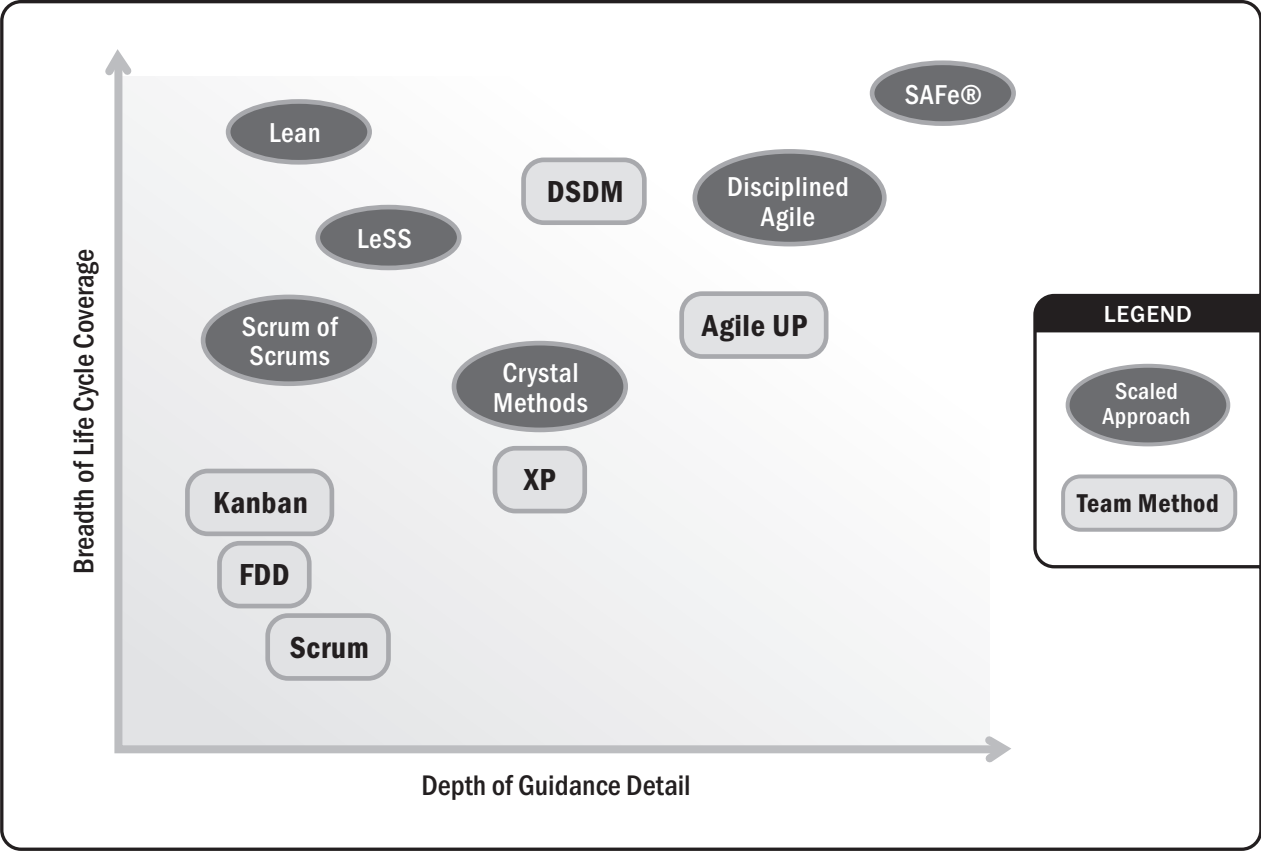 SAFe®
Lean
DSDM
Disciplined
Agile
LeSS
Scrum of
Scrums
Agile UP
Crystal
Methods
XP
Kanban
FDD
Scrum
Breadth of Life Cycle Coverage
Depth of Guidance Detail
LEGEND
Scaled
Approach
Team Method